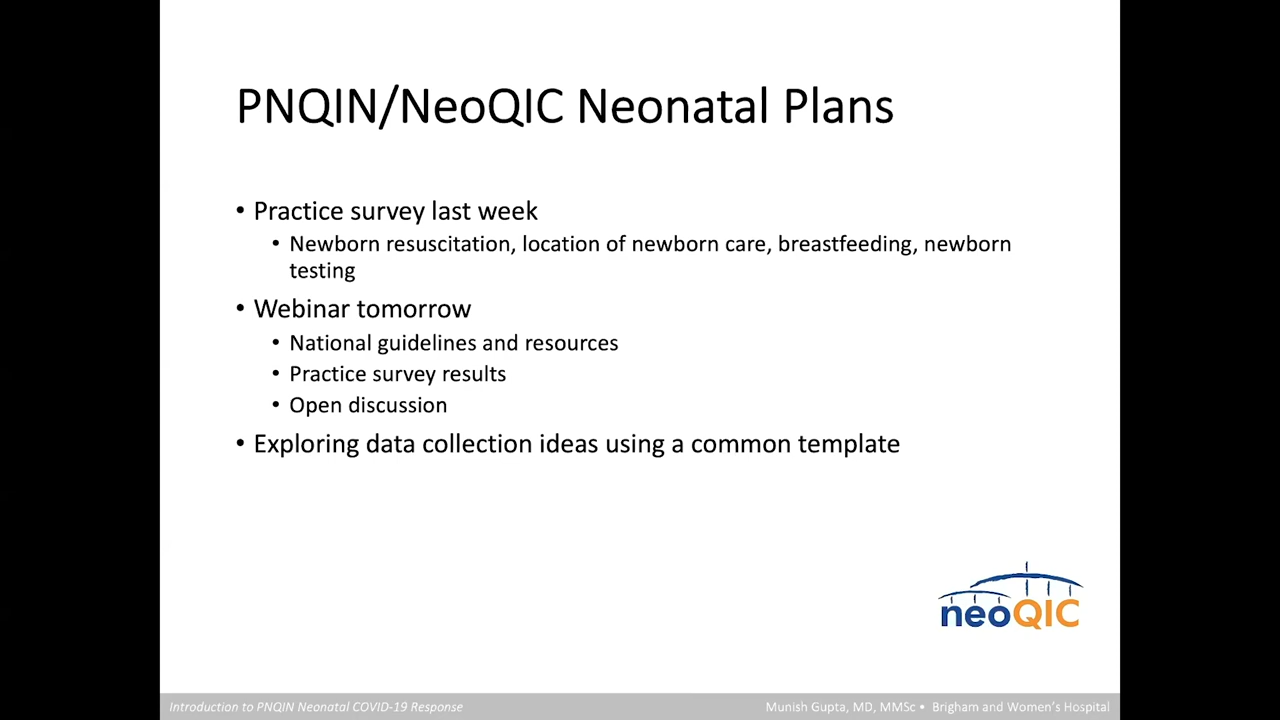 PNQIN/NeoQIC Neonatal Plans
• Practice survey last week
• Newborn resuscitation, location of newborn care, breastfeeding, newborn
testing
• Webinar tomorrow
• National guidelines and resources
• Practice survey results
• Open discussion
• Exploring data collection ideas using a common template
neoQIC
Introduction to PNQIN Neonatal COVID-19 Response
Munish Gupta, MD, MMSc • Brigham and Women's Hospital